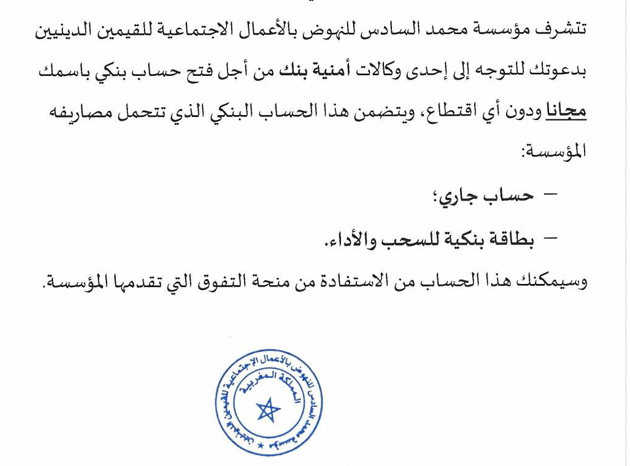 تتشرف مؤسسة محمد السادس للنهوض بالأعمال الاجتماعية للقيمين الدينيين
بدعوتك للتوجه إلى إحدى وكالات أمنية بنك من أجل فتح حساب بنكي باسمك
مجانا ودون أي اقتطاع، ويتضمن هذا الحساب البنكي الذي تتحمل مصاريفه
المؤسسة:
– حساب جاري؛
– بطاقة بنكية للسحب والأداء.
وسيمكنك هذا الحساب من الاستفادة من منحة التفوق التي تقدمها المؤسسة.
المملكة المغربية
مؤسسة محمد السادس للنهوض بالأعمال الإجتماعية للقيمين الدينيين